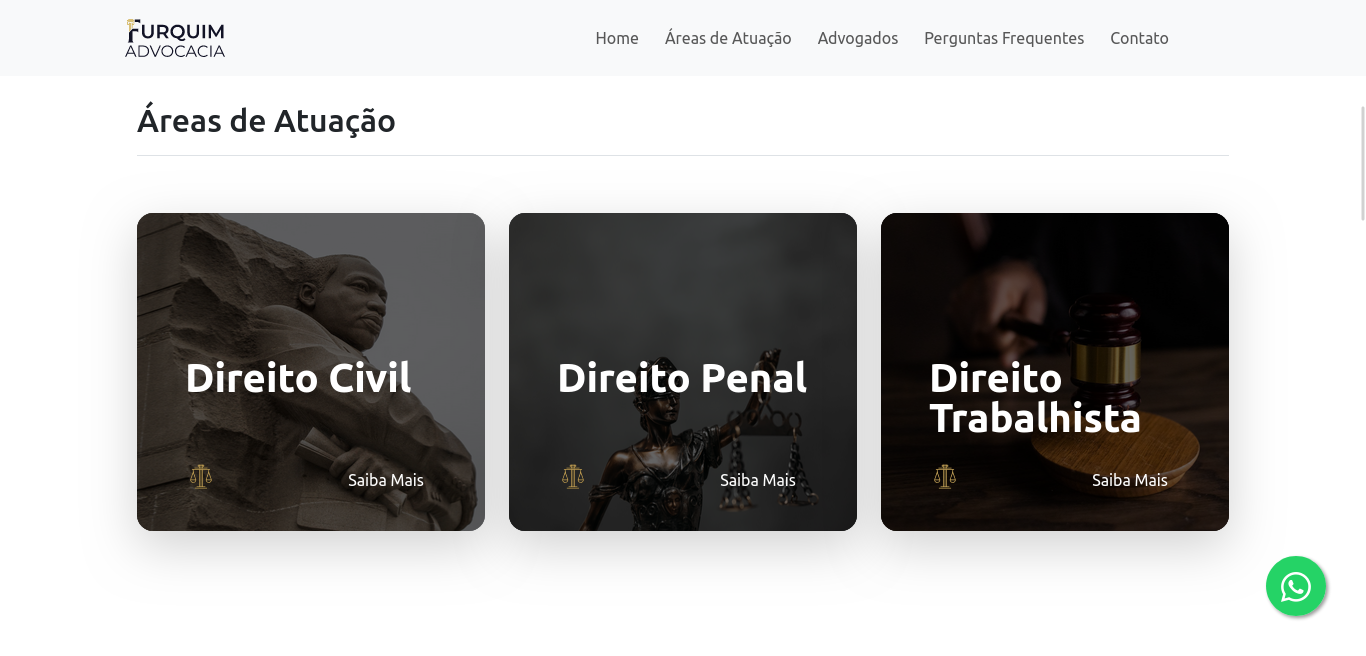 FURQUIM
ADVOCACIA
Home
Áreas de Atuação
Advogados
Perguntas Frequentes
Contato
Áreas de Atuação
Direito Civil
Saiba Mais
Direito Penal
Saiba Mais
Direito
Trabalhista
Saiba Mais